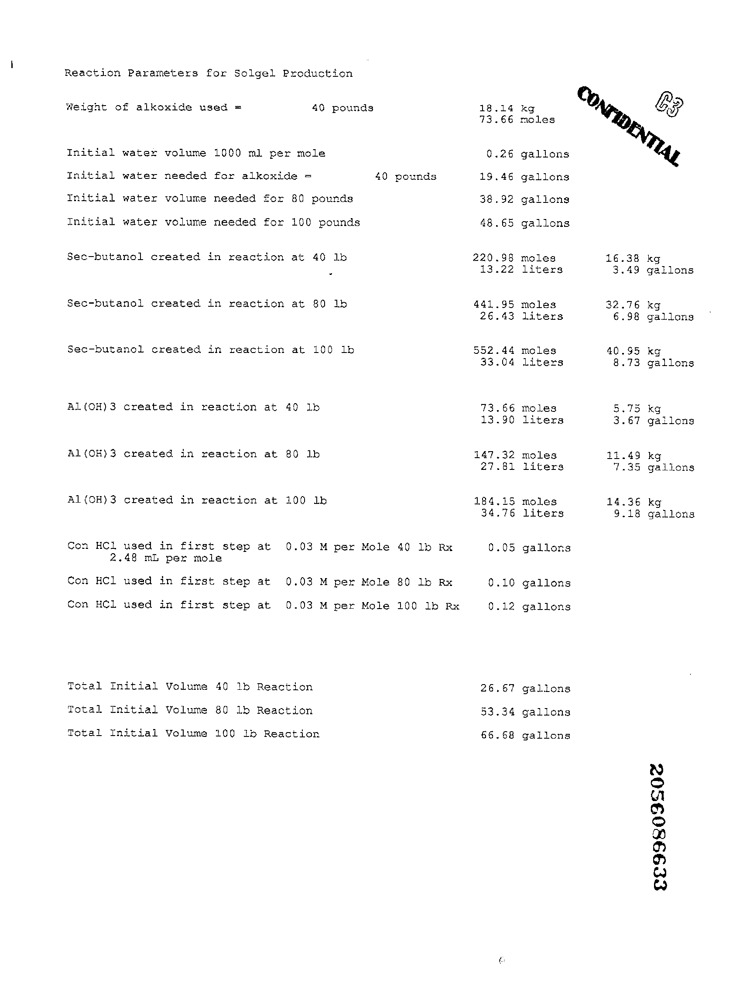 Reaction Parameters for Solgel Production
Weight of alkoxide used = 40 pounds 18.14 kg
73.66 moles
C3
CONFIDENTIAL
Initial water volume 1000 ml per mole 0.26 gallons
Initial water needed for alkoxide = 40 pounds 19.46 gallons
Initial water volume needed for 80 pounds 38.92 gallons
Initial water volume needed for 100 pounds 48.65 gallons
Sec-butanol created in reaction at 40 lb 220.98 moles 16.38 kg
13.22 liters 3.49 gallons
Sec-butanol created in reaction at 80 lb 441.95 moles 32.76 kg
26.43 liters 6.98 gallons
Sec-butanol created in reaction at 100 lb 552.44 moles 40.95 kg
33.04 liters 8.73 gallons
Al(OH)3 created in reaction at 40 lb 73.66 moles 5.75 kg
13.90 liters 3.67 gallons
Al(OH)3 created in reaction at 80 lb 147.32 moles 11.49 kg
27.81 liters 7.35 gallons
Al(OH)3 created in reaction at 100 lb 184.15 moles 14.36 kg
34.76 liters 9.18 gallons
Con HCl used in first step at 0.03 M per Mole 40 lb Rx 0.05 gallons
2.48 mL per mole
Con HCl used in first step at 0.03 M per Mole 80 lb Rx 0.10 gallons
Con HCl used in first step at 0.03 M per Mole 100 lb Rx 0.12 gallons
Total Initial Volume 40 lb Reaction 26.67 gallons
Total Initial Volume 80 lb Reaction 53.34 gallons
Total Initial Volume 100 lb Reaction 66.68 gallons
2056086633